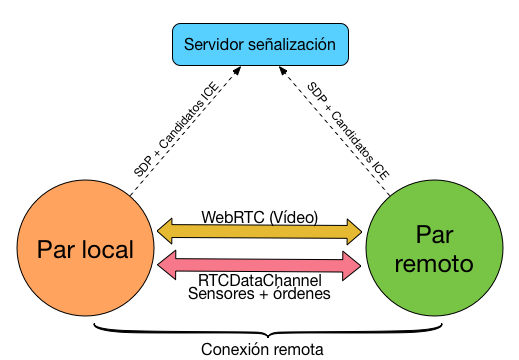 Servidor señalización
SDP + Candidatos ICE
SDP + Candidatos ICE
Par local
WebRTC (Vídeo)
Par
remoto
RTCDataChannel
Sensores + órdenes
Conexión remota